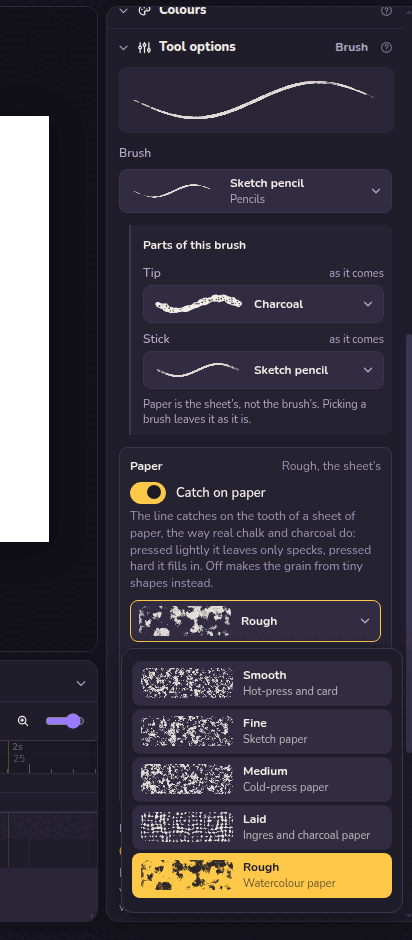 Colours
Tool options
Brush
Brush
Sketch pencil
Pencils
Parts of this brush
Tip
as it comes
Charcoal
Stick
as it comes
Sketch pencil
Paper is the sheet's, not the brush's. Picking a
brush leaves it as it is.
Paper
Rough, the sheet's
Catch on paper
The line catches on the tooth of a sheet of
paper, the way real chalk and charcoal do:
pressed lightly it leaves only specks, pressed
hard it fills in. Off makes the grain from tiny
shapes instead.
Rough
Smooth
Hot-press and card
Fine
Sketch paper
2s
25
Medium
Cold-press paper
Laid
Ingres and charcoal paper
Rough
Watercolour paper